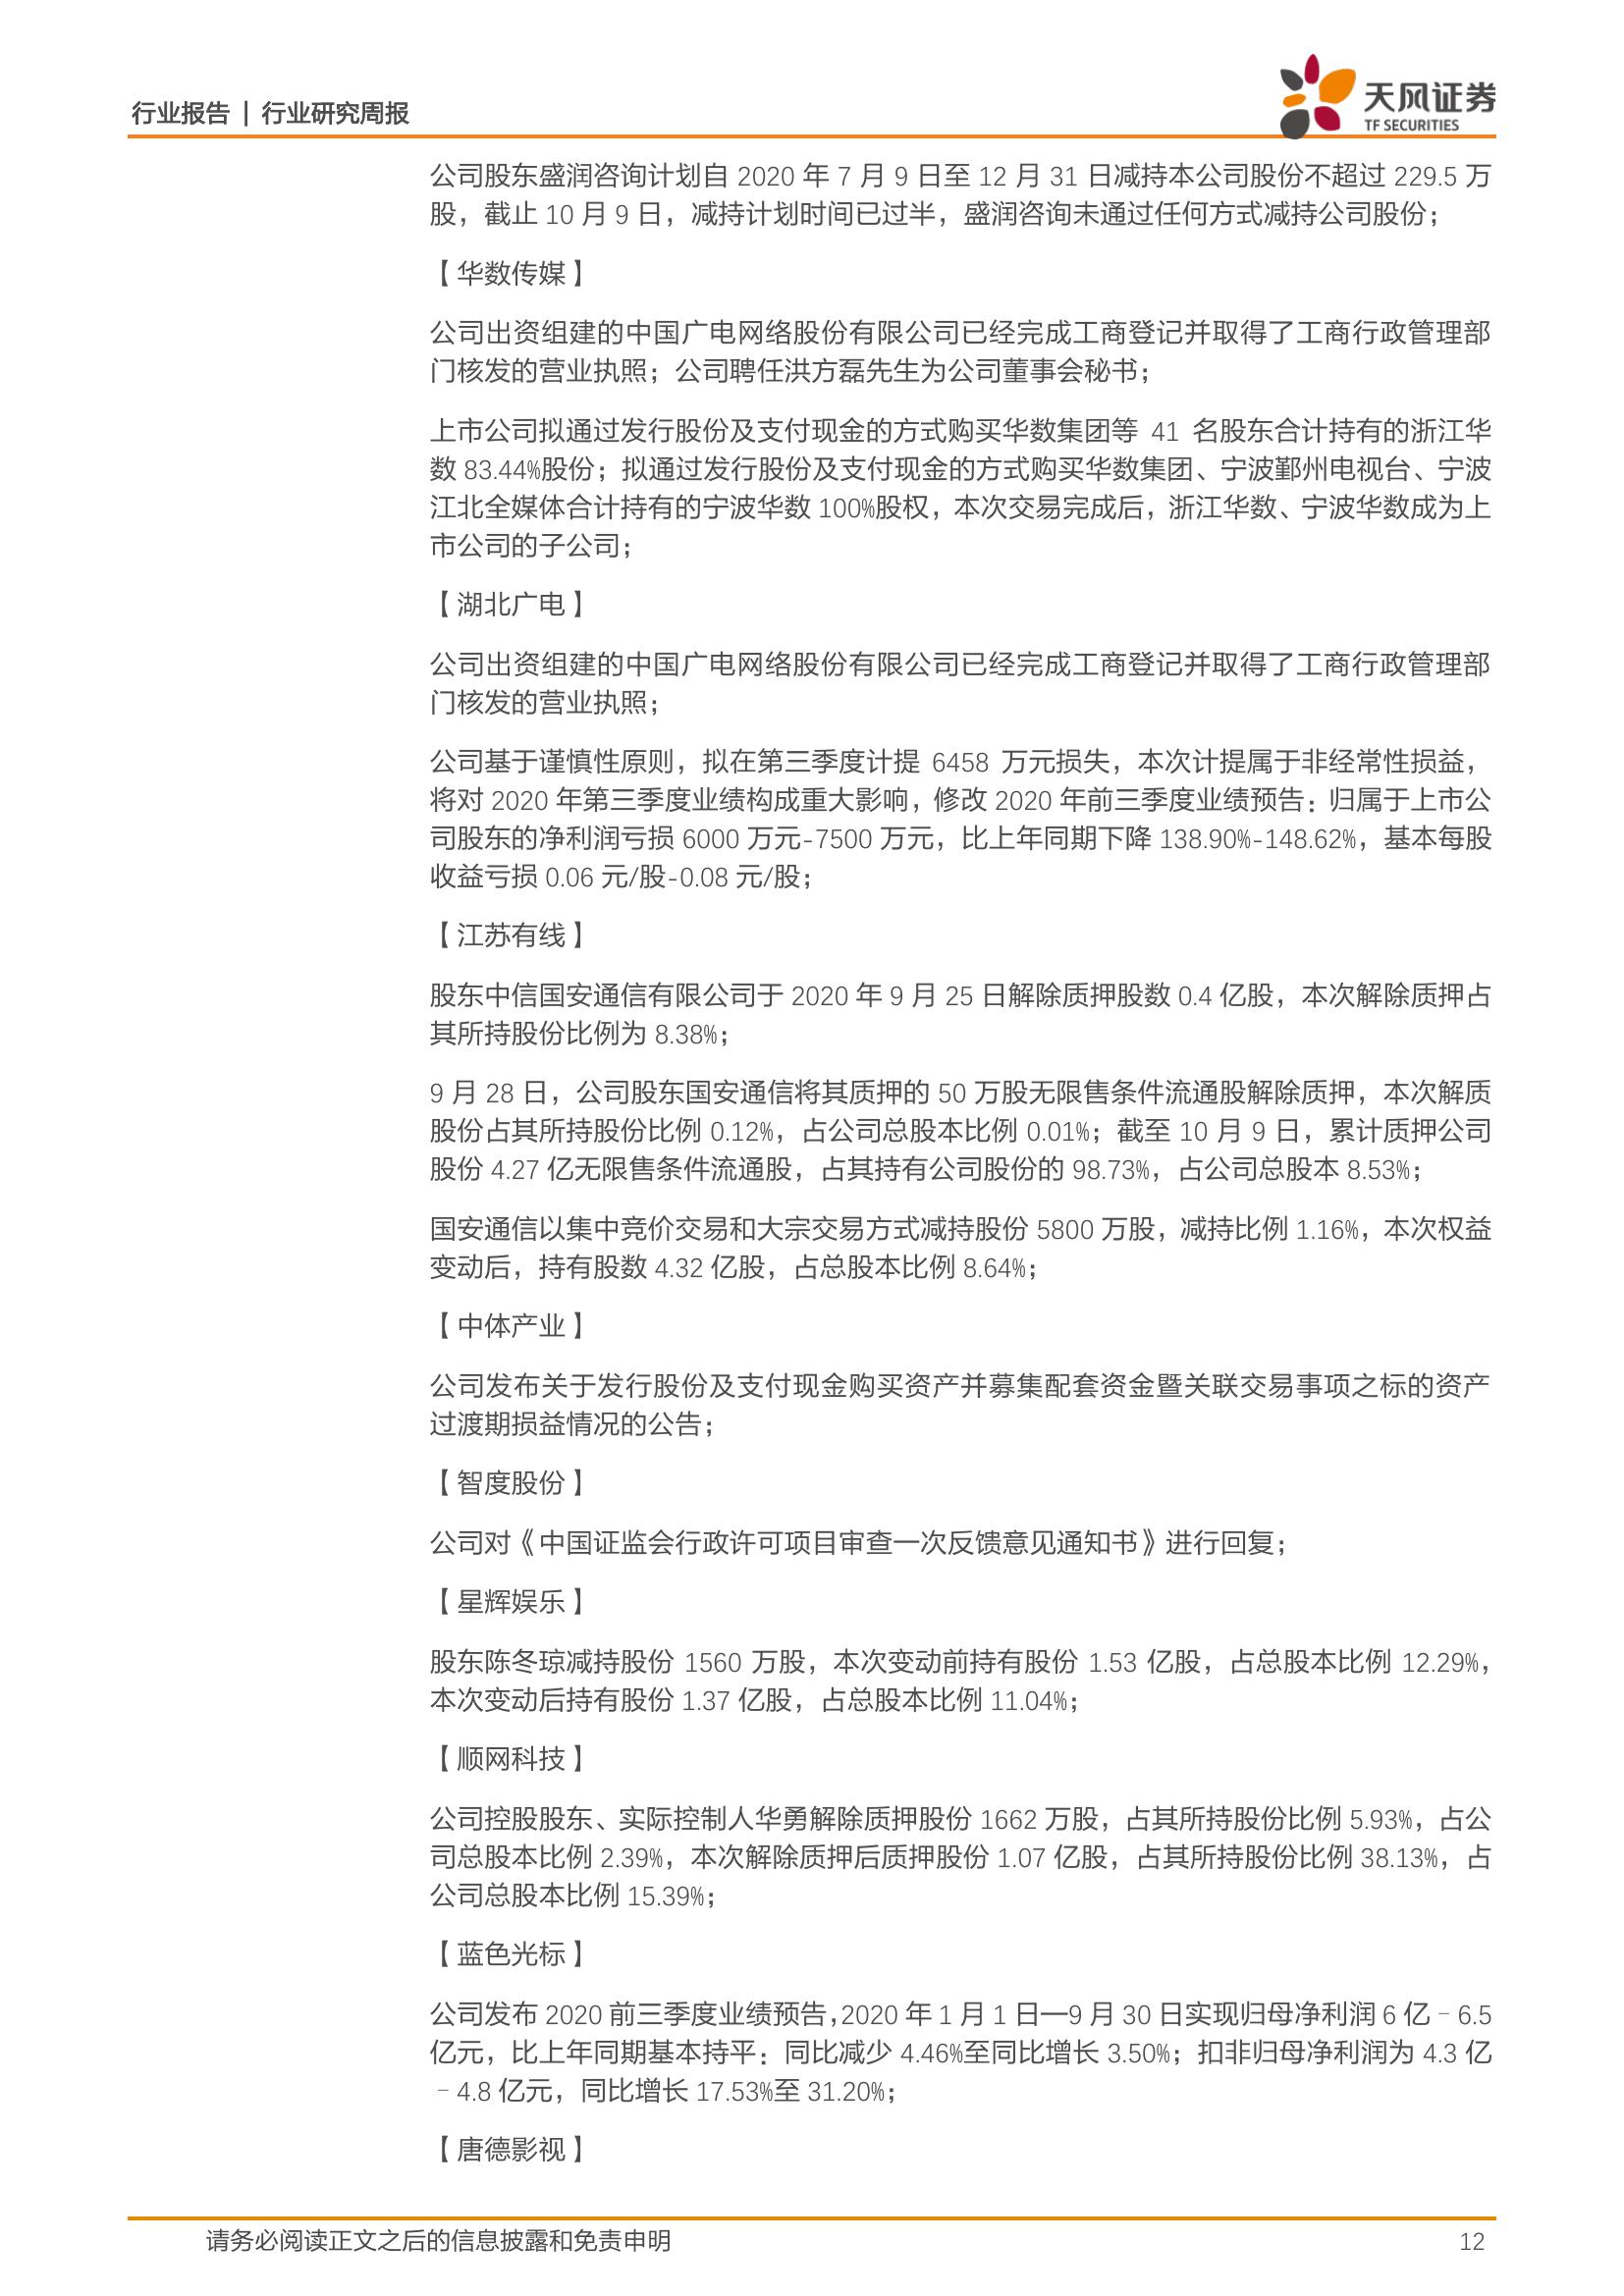 行业报告 | 行业研究周报
天风证券
TF SECURITIES
公司股东盛润咨询计划自 2020 年 7 月 9 日至 12 月 31 日减持本公司股份不超过 229.5 万
股，截止 10 月 9 日，减持计划时间已过半，盛润咨询未通过任何方式减持公司股份；
【华数传媒】
公司出资组建的中国广电网络股份有限公司已经完成工商登记并取得了工商行政管理部
门核发的营业执照；公司聘任洪方磊先生为公司董事会秘书；
上市公司拟通过发行股份及支付现金的方式购买华数集团等 41 名股东合计持有的浙江华
数 83.44%股份；拟通过发行股份及支付现金的方式购买华数集团、宁波鄞州电视台、宁波
江北全媒体合计持有的宁波华数 100%股权，本次交易完成后，浙江华数、宁波华数成为上
市公司的子公司；
【湖北广电】
公司出资组建的中国广电网络股份有限公司已经完成工商登记并取得了工商行政管理部
门核发的营业执照；
公司基于谨慎性原则，拟在第三季度计提 6458 万元损失，本次计提属于非经常性损益，
将对 2020 年第三季度业绩构成重大影响，修改 2020 年前三季度业绩预告：归属于上市公
司股东的净利润亏损 6000 万元-7500 万元，比上年同期下降 138.90%-148.62%，基本每股
收益亏损 0.06 元/股-0.08 元/股；
【江苏有线】
股东中信国安通信有限公司于 2020 年 9 月 25 日解除质押股数 0.4 亿股，本次解除质押占
其所持股份比例为 8.38%；
9 月 28 日，公司股东国安通信将其质押的 50 万股无限售条件流通股解除质押，本次解质
股份占其所持股份比例 0.12%，占公司总股本比例 0.01%；截至 10 月 9 日，累计质押公司
股份 4.27 亿无限售条件流通股，占其持有公司股份的 98.73%，占公司总股本 8.53%；
国安通信以集中竞价交易和大宗交易方式减持股份 5800 万股，减持比例 1.16%，本次权益
变动后，持有股数 4.32 亿股，占总股本比例 8.64%；
【中体产业】
公司发布关于发行股份及支付现金购买资产并募集配套资金暨关联交易事项之标的资产
过渡期损益情况的公告；
【智度股份】
公司对《中国证监会行政许可项目审查一次反馈意见通知书》进行回复；
【星辉娱乐】
股东陈冬琼减持股份 1560 万股，本次变动前持有股份 1.53 亿股，占总股本比例 12.29%，
本次变动后持有股份 1.37 亿股，占总股本比例 11.04%；
【顺网科技】
公司控股股东、实际控制人华勇解除质押股份 1662 万股，占其所持股份比例 5.93%，占公
司总股本比例 2.39%，本次解除质押后质押股份 1.07 亿股，占其所持股份比例 38.13%，占
公司总股本比例 15.39%；
【蓝色光标】
公司发布 2020 前三季度业绩预告，2020 年 1 月 1 日—9 月 30 日实现归母净利润 6 亿–6.5
亿元，比上年同期基本持平：同比减少 4.46%至同比增长 3.50%；扣非归母净利润为 4.3 亿
–4.8 亿元，同比增长 17.53%至 31.20%；
【唐德影视】
请务必阅读正文之后的信息披露和免责申明
12